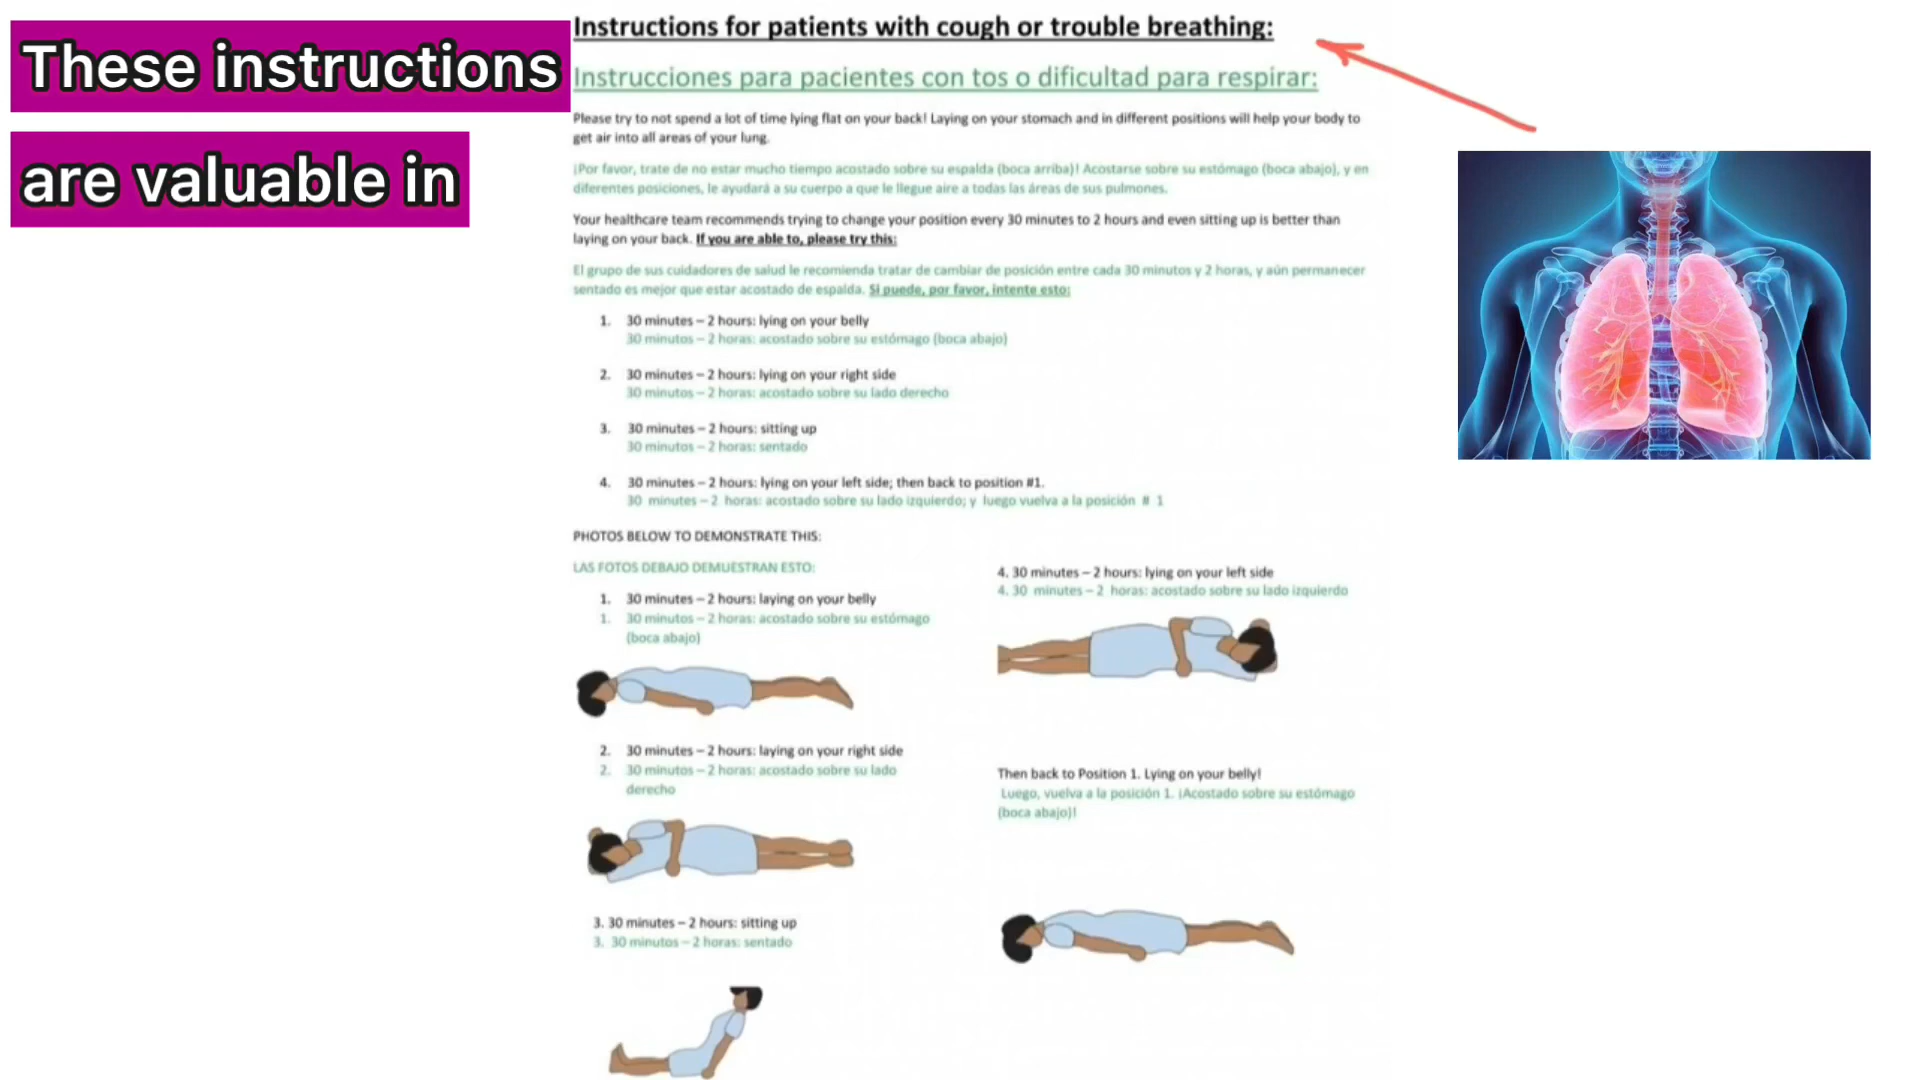 These instructions
are valuable in
Instructions for patients with cough or trouble breathing:
Instrucciones para pacientes con tos o dificultad para respirar:
Please try to not spend a lot of time lying flat on your back! Laying on your stomach and in different positions will help your body to
get air into all areas of your lung.
¡Por favor, trate de no estar mucho tiempo acostado sobre su espalda (boca arriba)! Acostarse sobre su estómago (boca abajo), y en
diferentes posiciones, le ayudará a su cuerpo a que le llegue aire a todas las áreas de sus pulmones.
Your healthcare team recommends trying to change your position every 30 minutes to 2 hours and even sitting up is better than
laying on your back. If you are able to, please try this:
El grupo de sus cuidadores de salud le recomienda tratar de cambiar de posición entre cada 30 minutos y 2 horas, y aún permanecer
sentado es mejor que estar acostado de espalda. Si puede, por favor, intente esto:
1. 30 minutes – 2 hours: lying on your belly
30 minutos – 2 horas: acostado sobre su estómago (boca abajo)
2. 30 minutes – 2 hours: lying on your right side
30 minutos – 2 horas: acostado sobre su lado derecho
3. 30 minutes – 2 hours: sitting up
30 minutos – 2 horas: sentado
4. 30 minutes – 2 hours: lying on your left side; then back to position #1.
30 minutes – 2 horas: acostado sobre su lado izquierdo; y luego vuelva a la posición # 1
PHOTOS BELOW TO DEMONSTRATE THIS:
LAS FOTOS DEBAJO DEMUESTRAN ESTO:
1. 30 minutes – 2 hours: laying on your belly
1. 30 minutos – 2 horas: acostado sobre su estómago
(boca abajo)
2. 30 minutes – 2 hours: laying on your right side
2. 30 minutos – 2 horas: acostado sobre su lado
derecho
3. 30 minutes – 2 hours: sitting up
3. 30 minutos – 2 horas: sentado
4. 30 minutes – 2 hours: lying on your left side
4. 30 minutes – 2 horas: acostado sobre su lado izquierdo
Then back to Position 1. Lying on your belly!
Luego, vuelva a la posición 1. ¡Acostado sobre su estómago
(boca abajo)!